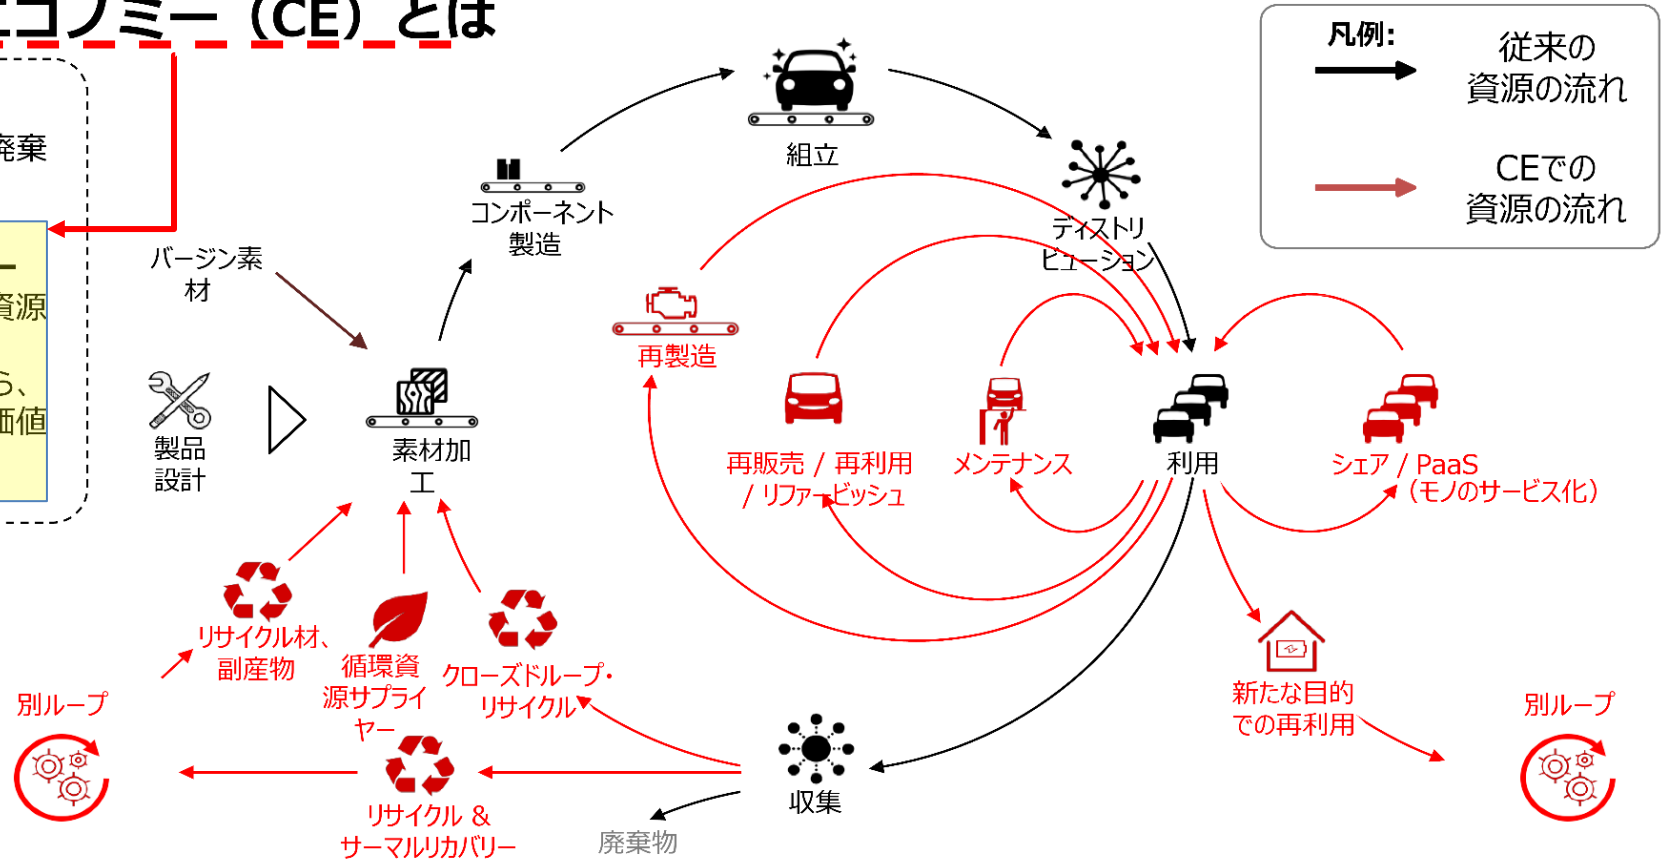 エコノミー（CE）とは
廃棄
ー
資源
ら、
価値
凡例:
従来の
資源の流れ
CEでの
資源の流れ
組立
コンポーネント
製造
ディストリ
ビューション
バージン素
材
再製造
製品
設計
素材加
工
再販売 / 再利用
/ リファービッシュ
メンテナンス
利用
シェア / PaaS
（モノのサービス化）
リサイクル材、
副産物
循環資
源サプライ
ヤー
クローズドループ・
リサイクル
新たな目的
での再利用
別ループ
別ループ
収集
リサイクル ＆
サーマルリカバリー
廃棄物